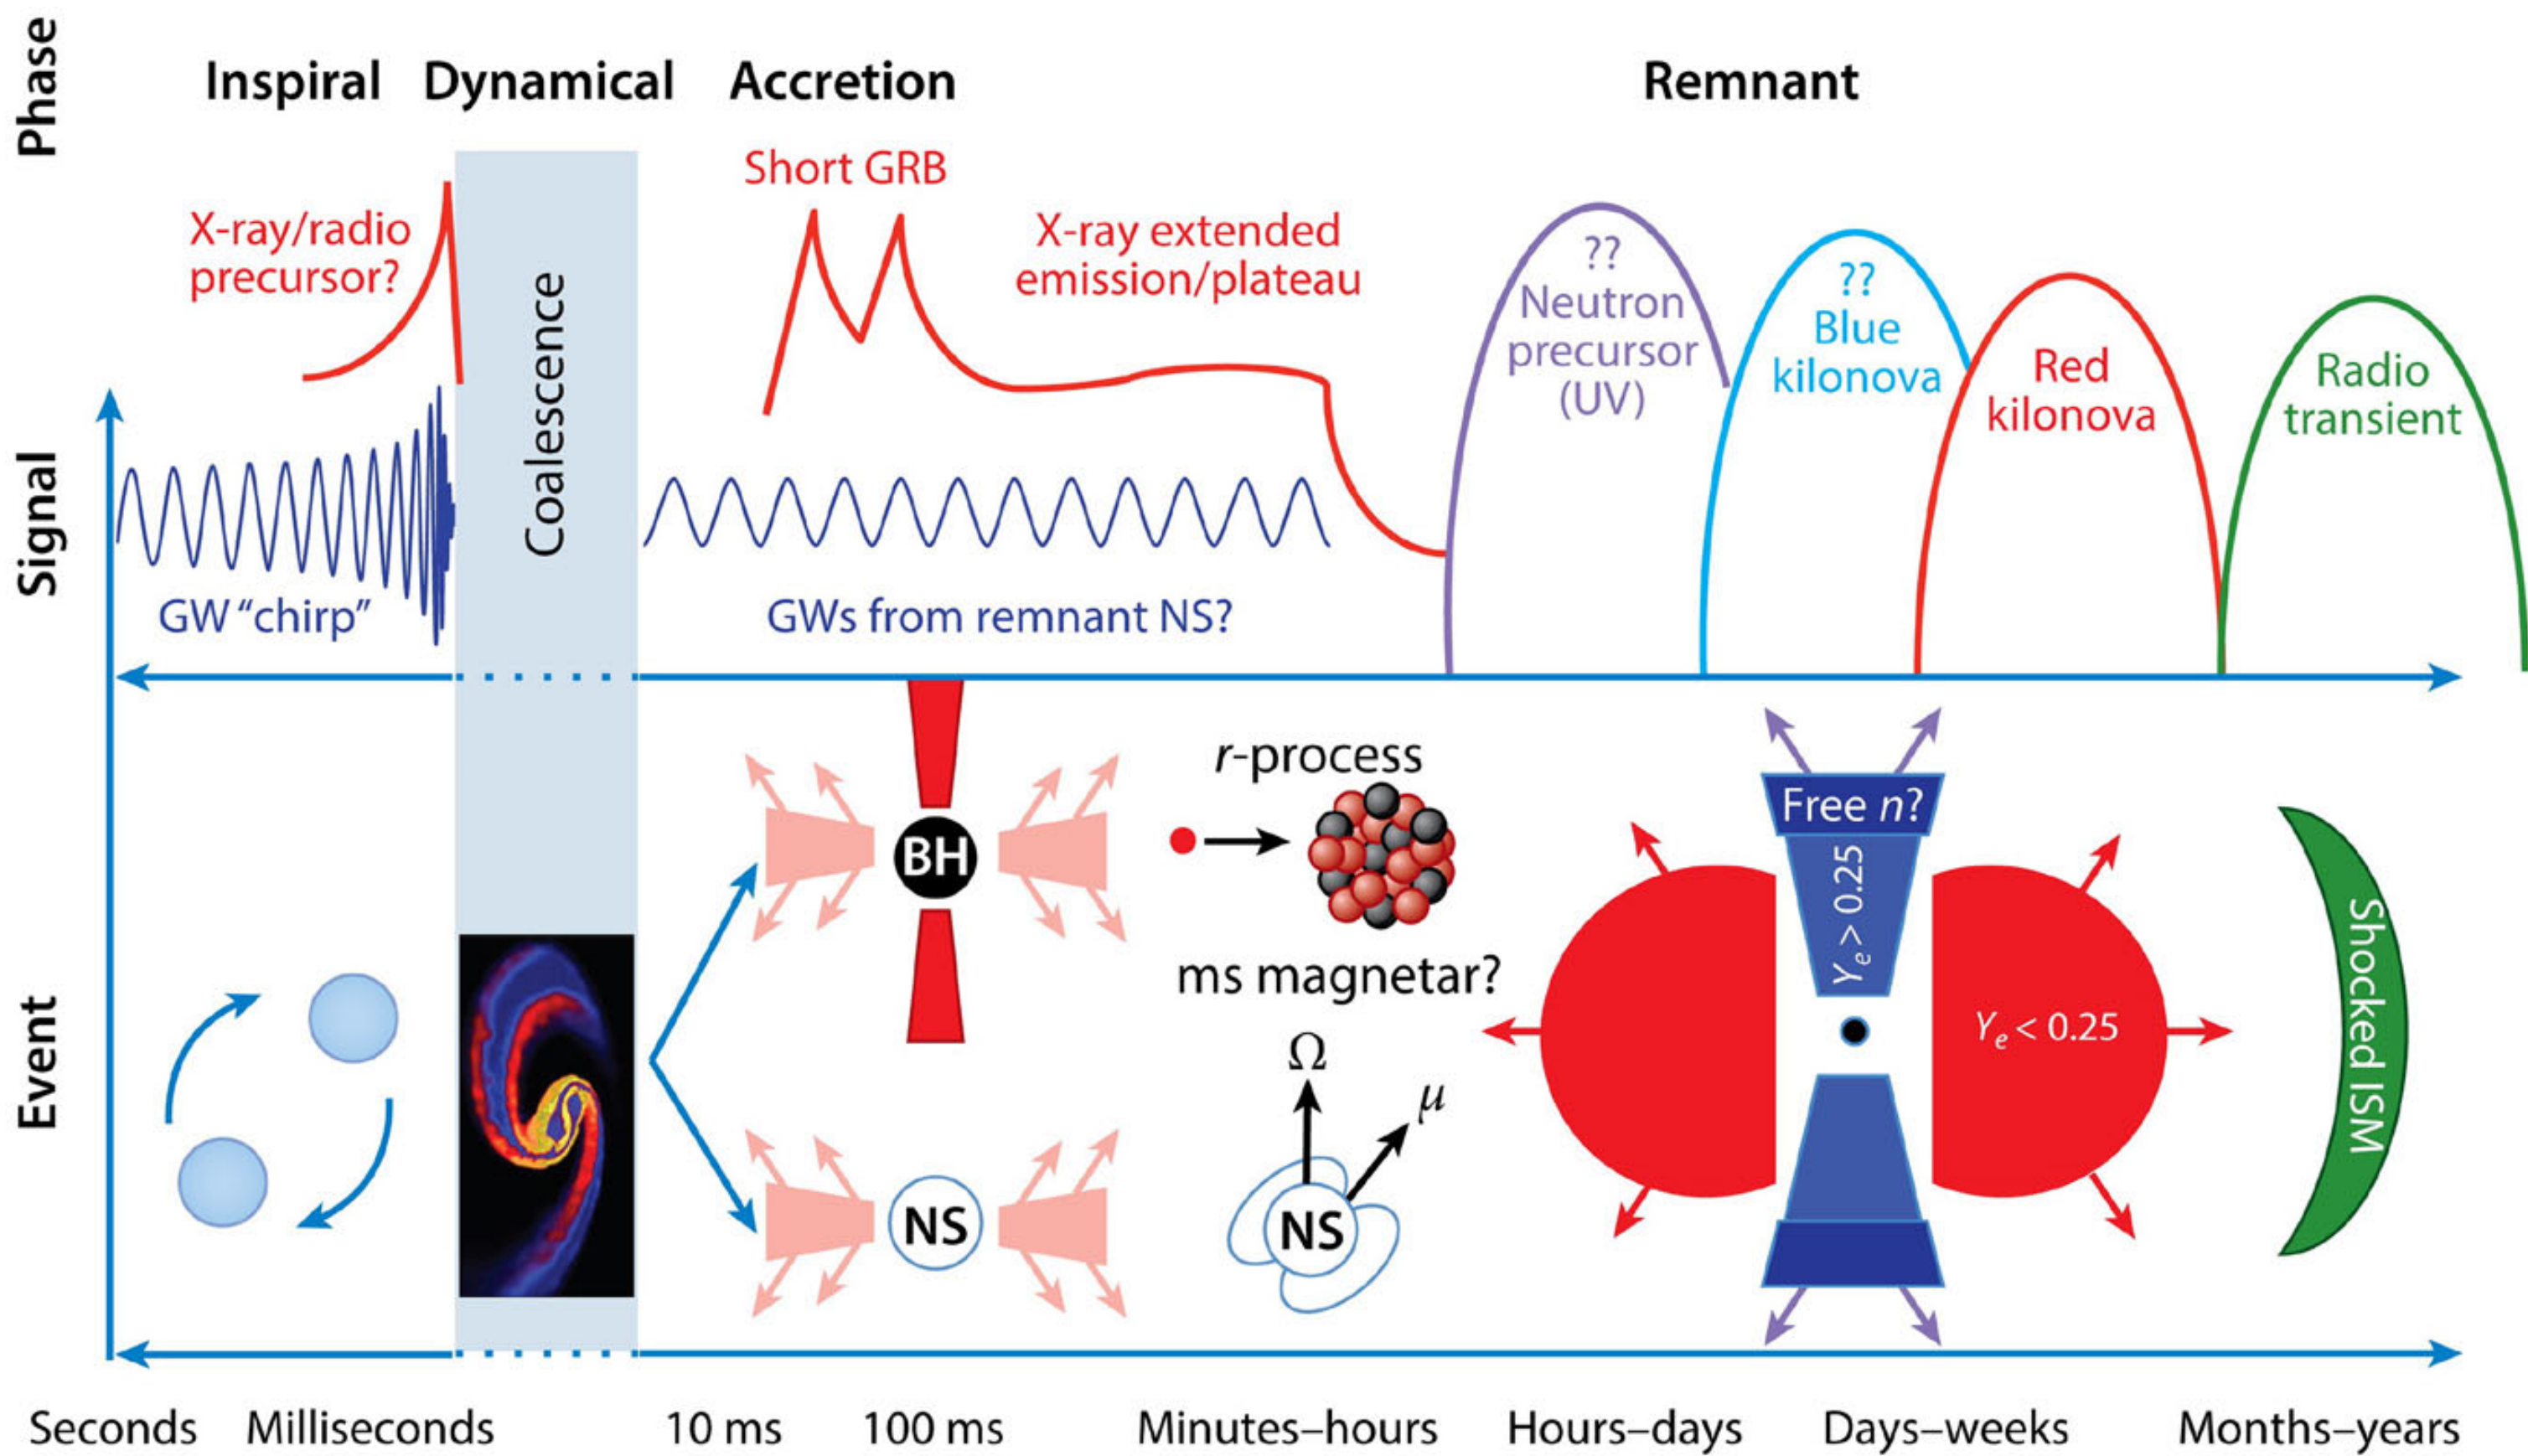 Phase
Inspiral
Dynamical
Accretion
Remnant
Signal
X-ray/radio
precursor?
Coalescence
Short GRB
X-ray extended
emission/plateau
??
Neutron
precursor
(UV)
??
Blue
kilonova
Red
kilonova
Radio
transient
GW “chirp”
GWs from remnant NS?
Event
BH
NS
r-process
ms magnetar?
Ω
μ
NS
Free n?
Ye > 0.25
Ye < 0.25
Shocked ISM
Seconds
Milliseconds
10 ms
100 ms
Minutes–hours
Hours–days
Days–weeks
Months–years